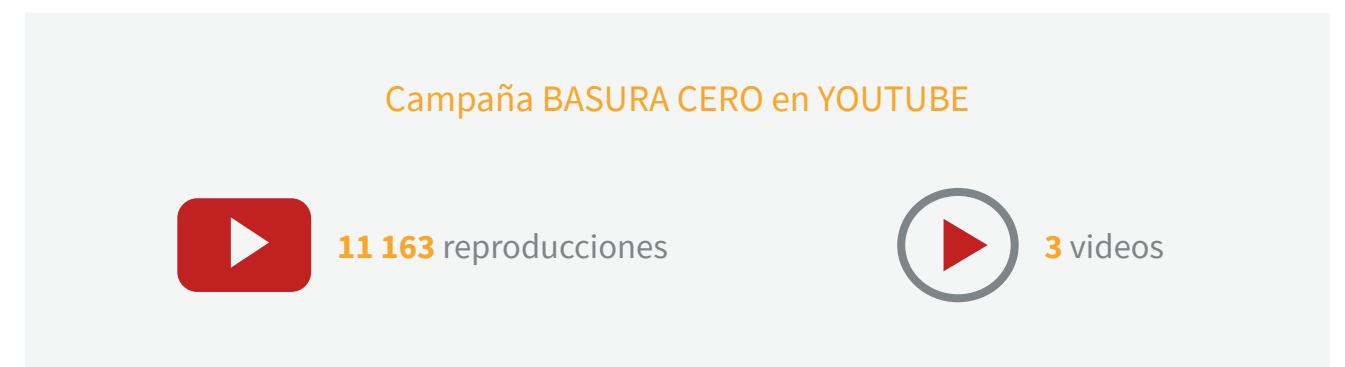 Campaña BASURA CERO en YOUTUBE
11 163 reproducciones
3 videos